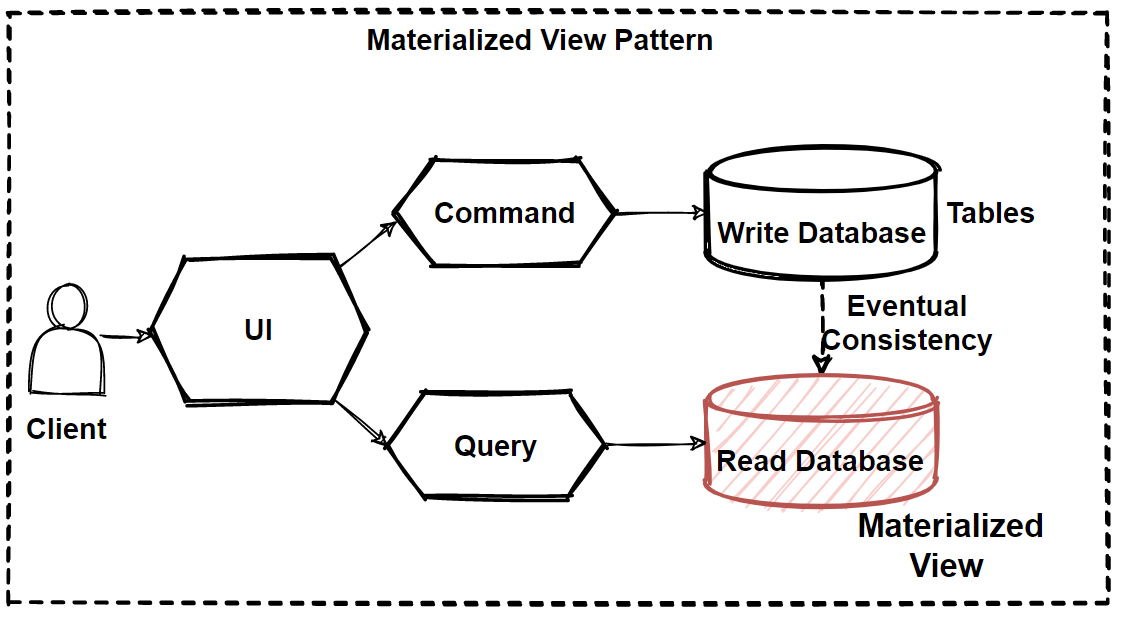 Materialized View Pattern
Command
Write Database
Tables
UI
Eventual
Consistency
Client
Query
Read Database
Materialized
View